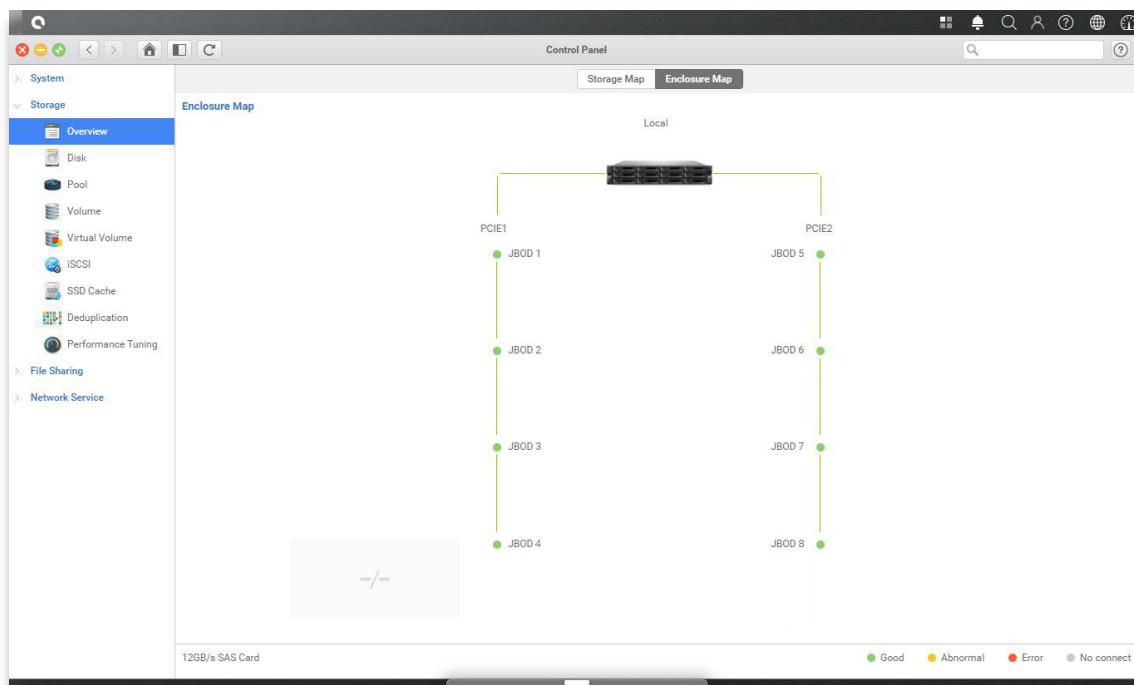 Control Panel
System
Storage
Overview
Disk
Pool
Volume
Virtual Volume
iSCSI
SSD Cache
Deduplication
Performance Tuning
File Sharing
Network Service
Storage Map Enclosure Map
Enclosure Map
Local
PCIE1 PCIE2
JBOD 1 JBOD 5
JBOD 2 JBOD 6
JBOD 3 JBOD 7
JBOD 4 JBOD 8
-/-
12GB/s SAS Card Good Abnormal Error No connect